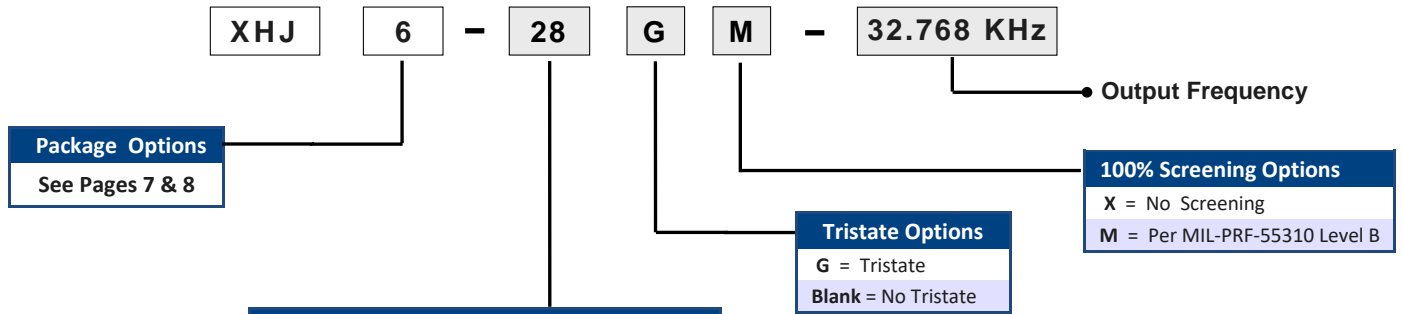 XHJ 6 – 28 G M – 32.768 KHz
Output Frequency
Package Options
See Pages 7 & 8
100% Screening Options
X = No Screening
M = Per MIL-PRF-55310 Level B
Tristate Options
G = Tristate
Blank = No Tristate